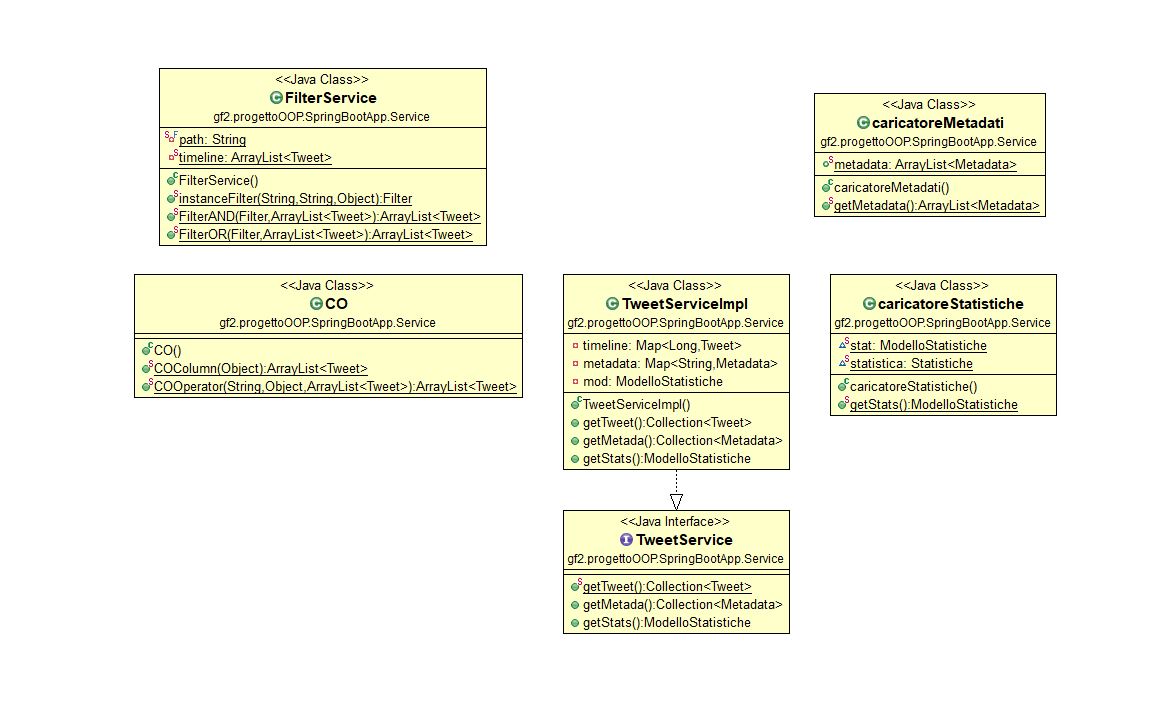 <<Java Class>>
FilterService
gf2.progettoOOP.SpringBootApp.Service
path: String
timeline: ArrayList<Tweet>
FilterService()
instanceFilter(String,String,Object):Filter
FilterAND(Filter,ArrayList<Tweet>):ArrayList<Tweet>
FilterOR(Filter,ArrayList<Tweet>):ArrayList<Tweet>
<<Java Class>>
caricatoreMetadati
gf2.progettoOOP.SpringBootApp.Service
metadata: ArrayList<Metadata>
caricatoreMetadati()
getMetadata():ArrayList<Metadata>
<<Java Class>>
CO
gf2.progettoOOP.SpringBootApp.Service
CO()
COColumn(Object):ArrayList<Tweet>
COOperator(String,Object,ArrayList<Tweet>):ArrayList<Tweet>
<<Java Class>>
TweetServiceImpl
gf2.progettoOOP.SpringBootApp.Service
timeline: Map<Long,Tweet>
metadata: Map<String,Metadata>
mod: ModelloStatistiche
TweetServiceImpl()
getTweet():Collection<Tweet>
getMetada():Collection<Metadata>
getStats():ModelloStatistiche
<<Java Class>>
caricatoreStatistiche
gf2.progettoOOP.SpringBootApp.Service
stat: ModelloStatistiche
statistica: Statistiche
caricatoreStatistiche()
getStats():ModelloStatistiche
<<Java Interface>>
TweetService
gf2.progettoOOP.SpringBootApp.Service
getTweet():Collection<Tweet>
getMetada():Collection<Metadata>
getStats():ModelloStatistiche